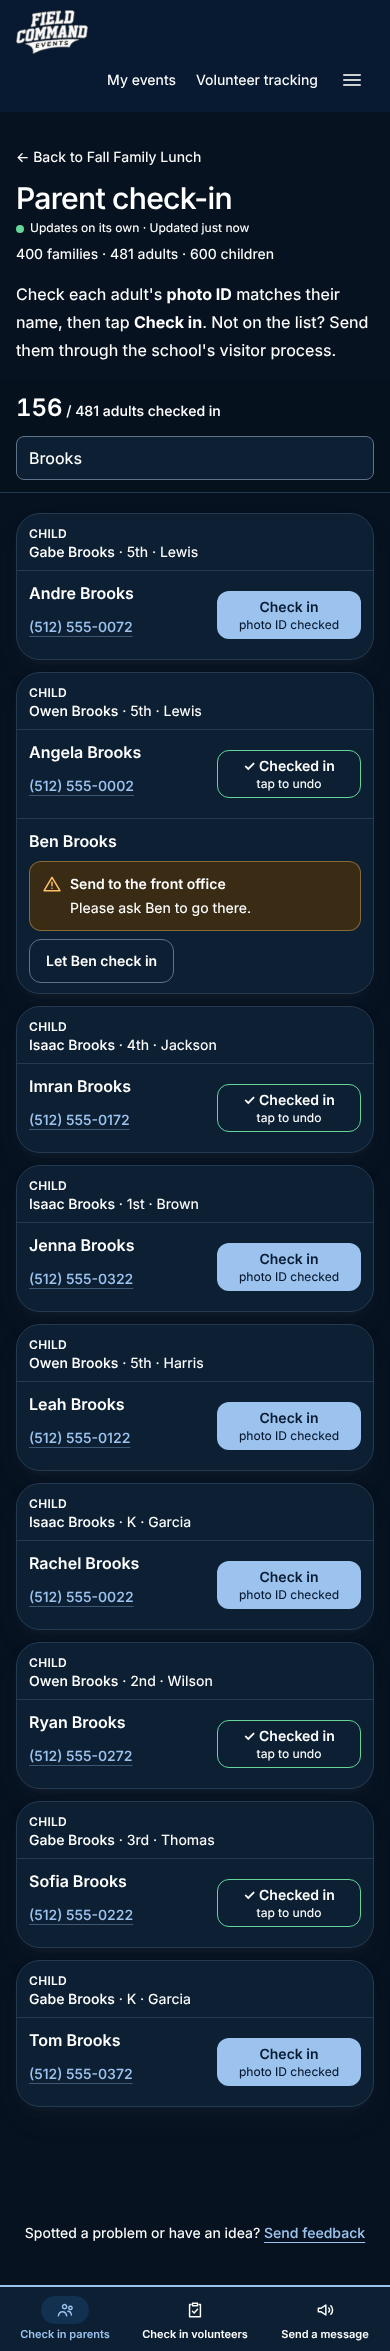 FIELD
COMMAND
EVENTS
My events Volunteer tracking
← Back to Fall Family Lunch
Parent check-in
Updates on its own · Updated just now
400 families · 481 adults · 600 children
Check each adult's photo ID matches their
name, then tap Check in. Not on the list? Send
them through the school's visitor process.
156 / 481 adults checked in
Brooks
CHILD
Gabe Brooks · 5th · Lewis
Andre Brooks
(512) 555-0072
Check in
photo ID checked
CHILD
Owen Brooks · 5th · Lewis
Angela Brooks
(512) 555-0002
✓ Checked in
tap to undo
Ben Brooks
Send to the front office
Please ask Ben to go there.
Let Ben check in
CHILD
Isaac Brooks · 4th · Jackson
Imran Brooks
(512) 555-0172
✓ Checked in
tap to undo
CHILD
Isaac Brooks · 1st · Brown
Jenna Brooks
(512) 555-0322
Check in
photo ID checked
CHILD
Owen Brooks · 5th · Harris
Leah Brooks
(512) 555-0122
Check in
photo ID checked
CHILD
Isaac Brooks · K · Garcia
Rachel Brooks
(512) 555-0022
Check in
photo ID checked
CHILD
Owen Brooks · 2nd · Wilson
Ryan Brooks
(512) 555-0272
✓ Checked in
tap to undo
CHILD
Gabe Brooks · 3rd · Thomas
Sofia Brooks
(512) 555-0222
✓ Checked in
tap to undo
CHILD
Gabe Brooks · K · Garcia
Tom Brooks
(512) 555-0372
Check in
photo ID checked
Spotted a problem or have an idea? Send feedback
Check in parents Check in volunteers Send a message